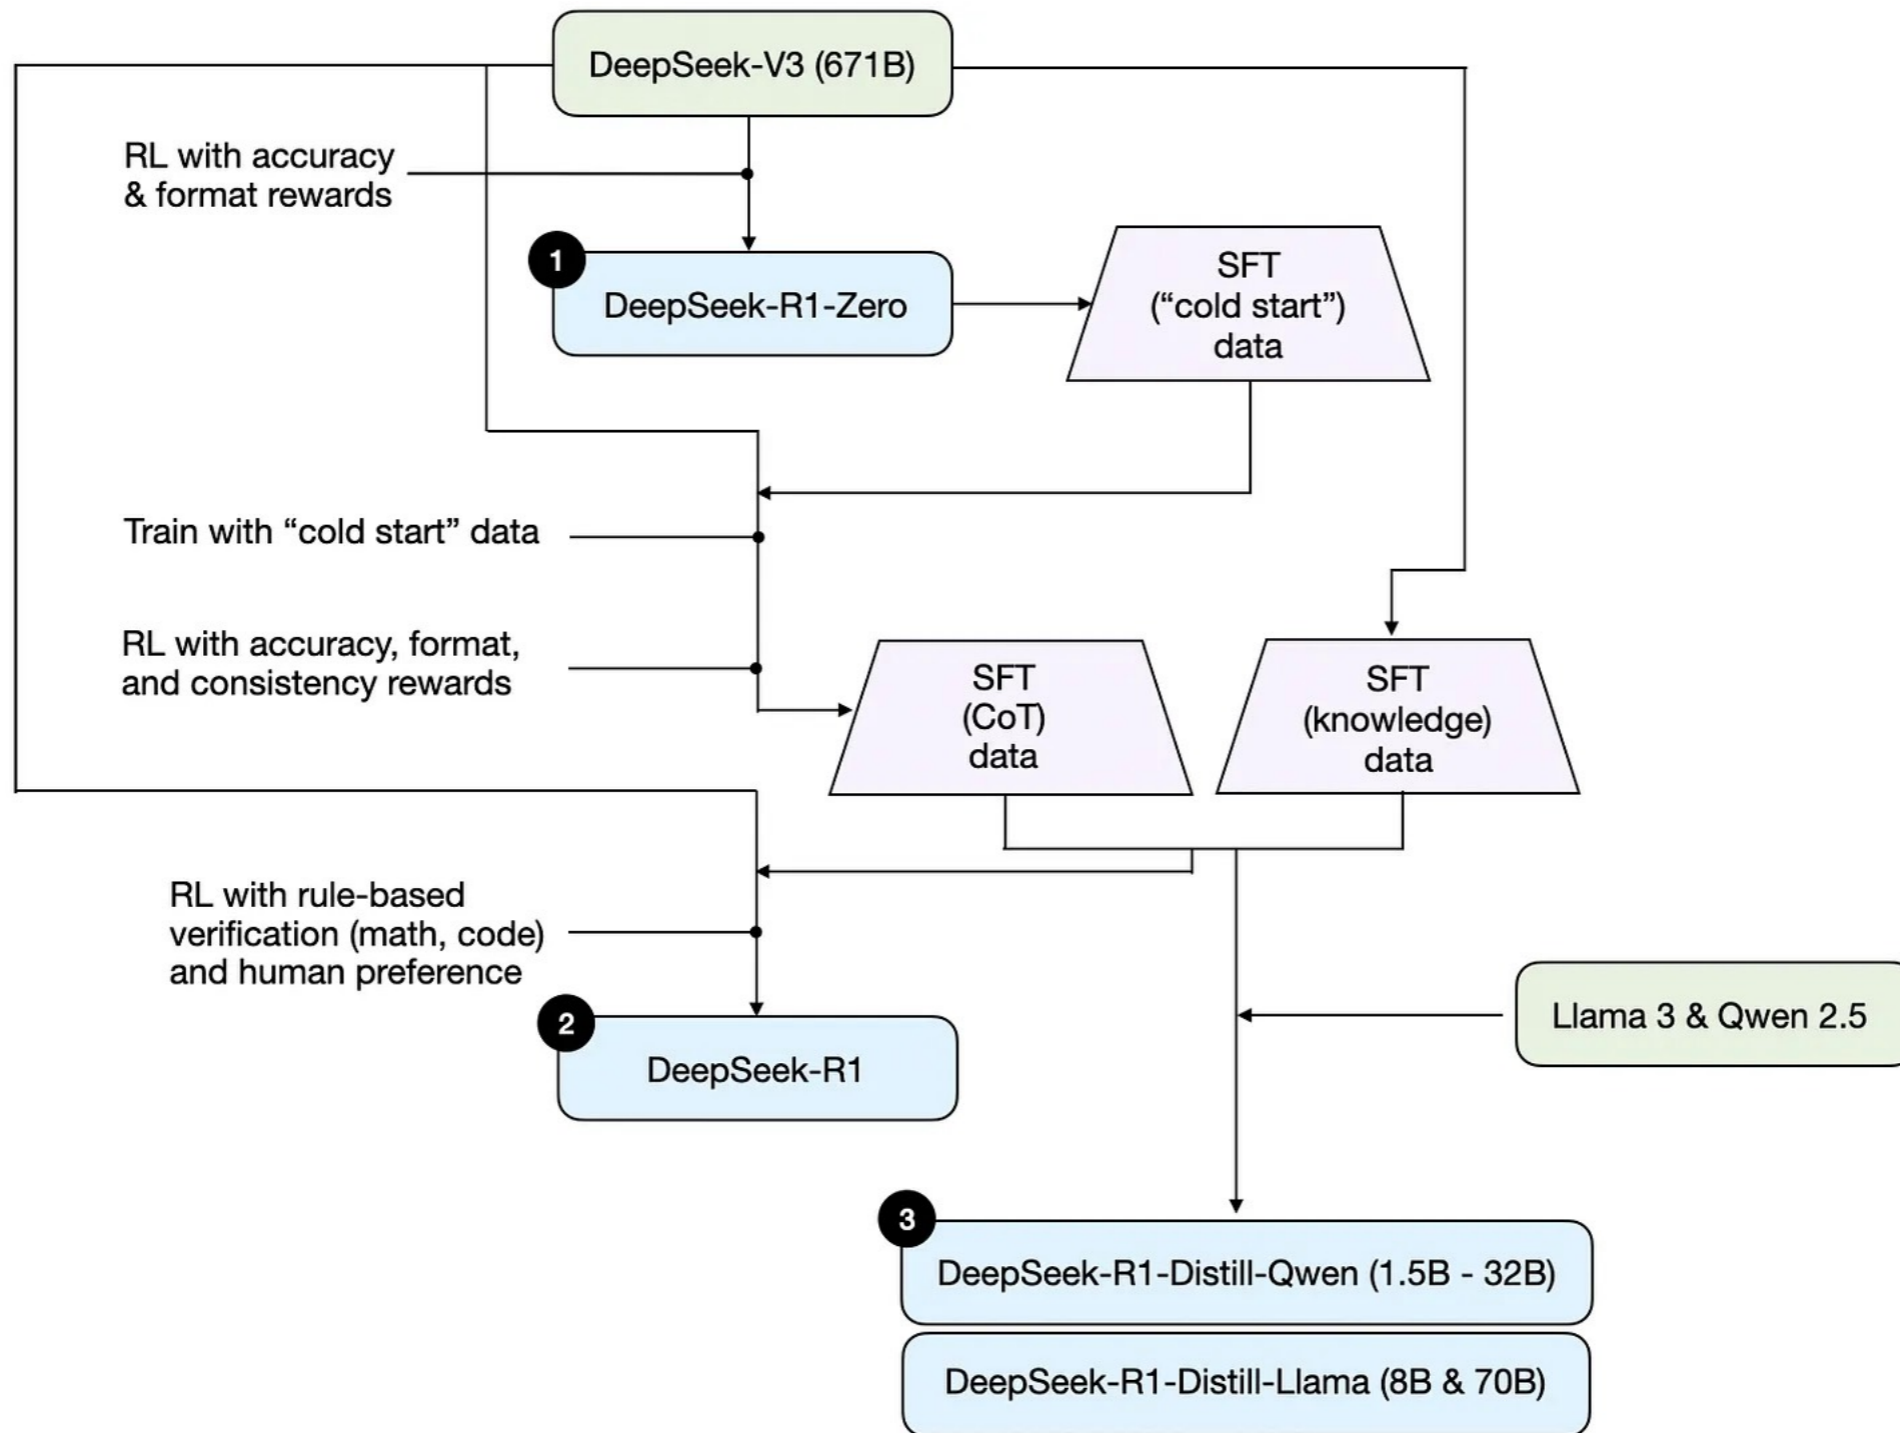 DeepSeek-V3 (671B)
RL with accuracy
& format rewards
1
DeepSeek-R1-Zero
SFT
(“cold start”)
data
Train with “cold start” data
RL with accuracy, format,
and consistency rewards
SFT
(CoT)
data
SFT
(knowledge)
data
RL with rule-based
verification (math, code)
and human preference
2
DeepSeek-R1
Llama 3 & Qwen 2.5
3
DeepSeek-R1-Distill-Qwen (1.5B - 32B)
DeepSeek-R1-Distill-Llama (8B & 70B)